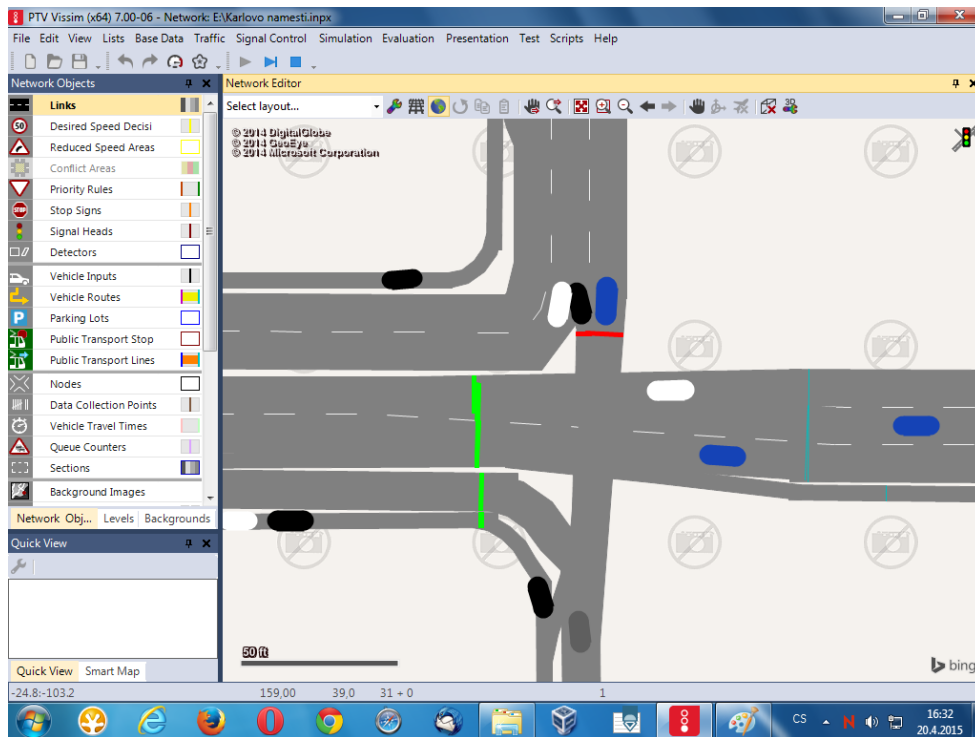 PTV Vissim (x64) 7.00-06 - Network: E:\Karlovo namesti.inpx
File Edit View Lists Base Data Traffic Signal Control Simulation Evaluation Presentation Test Scripts Help
Network Objects
Network Editor
Links
Select layout...
50 Desired Speed Decisi
Reduced Speed Areas
Conflict Areas
Priority Rules
STOP Stop Signs
Signal Heads
Detectors
Vehicle Inputs
Vehicle Routes
P Parking Lots
Public Transport Stop
Public Transport Lines
Nodes
Data Collection Points
Vehicle Travel Times
Queue Counters
Sections
Background Images
Network Obj... Levels Backgrounds
Quick View
Quick View Smart Map
© 2014 DigitalGlobe
© 2014 GeoEye
© 2014 Microsoft Corporation
3D
50 ft
bing
-24.8:-103.2 159,00 39,0 31 + 0 1
CS N 16:32
20.4.2015